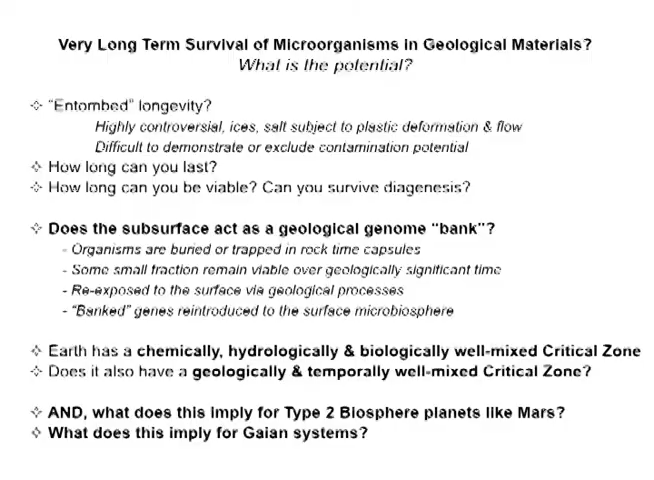 Very Long Term Survival of Microorganisms in Geological Materials?
What is the potential?
❖ "Entombed" longevity?
Highly controversial, ices, salt subject to plastic deformation & flow
Difficult to demonstrate or exclude contamination potential
❖ How long can you last?
❖ How long can you be viable? Can you survive diagenesis?
❖ Does the subsurface act as a geological genome "bank"?
- Organisms are buried or trapped in rock time capsules
- Some small fraction remain viable over geologically significant time
- Re-exposed to the surface via geological processes
- "Banked" genes reintroduced to the surface microbiosphere
❖ Earth has a chemically, hydrologically & biologically well-mixed Critical Zone
❖ Does it also have a geologically & temporally well-mixed Critical Zone?
❖ AND, what does this imply for Type 2 Biosphere planets like Mars?
❖ What does this imply for Gaian systems?